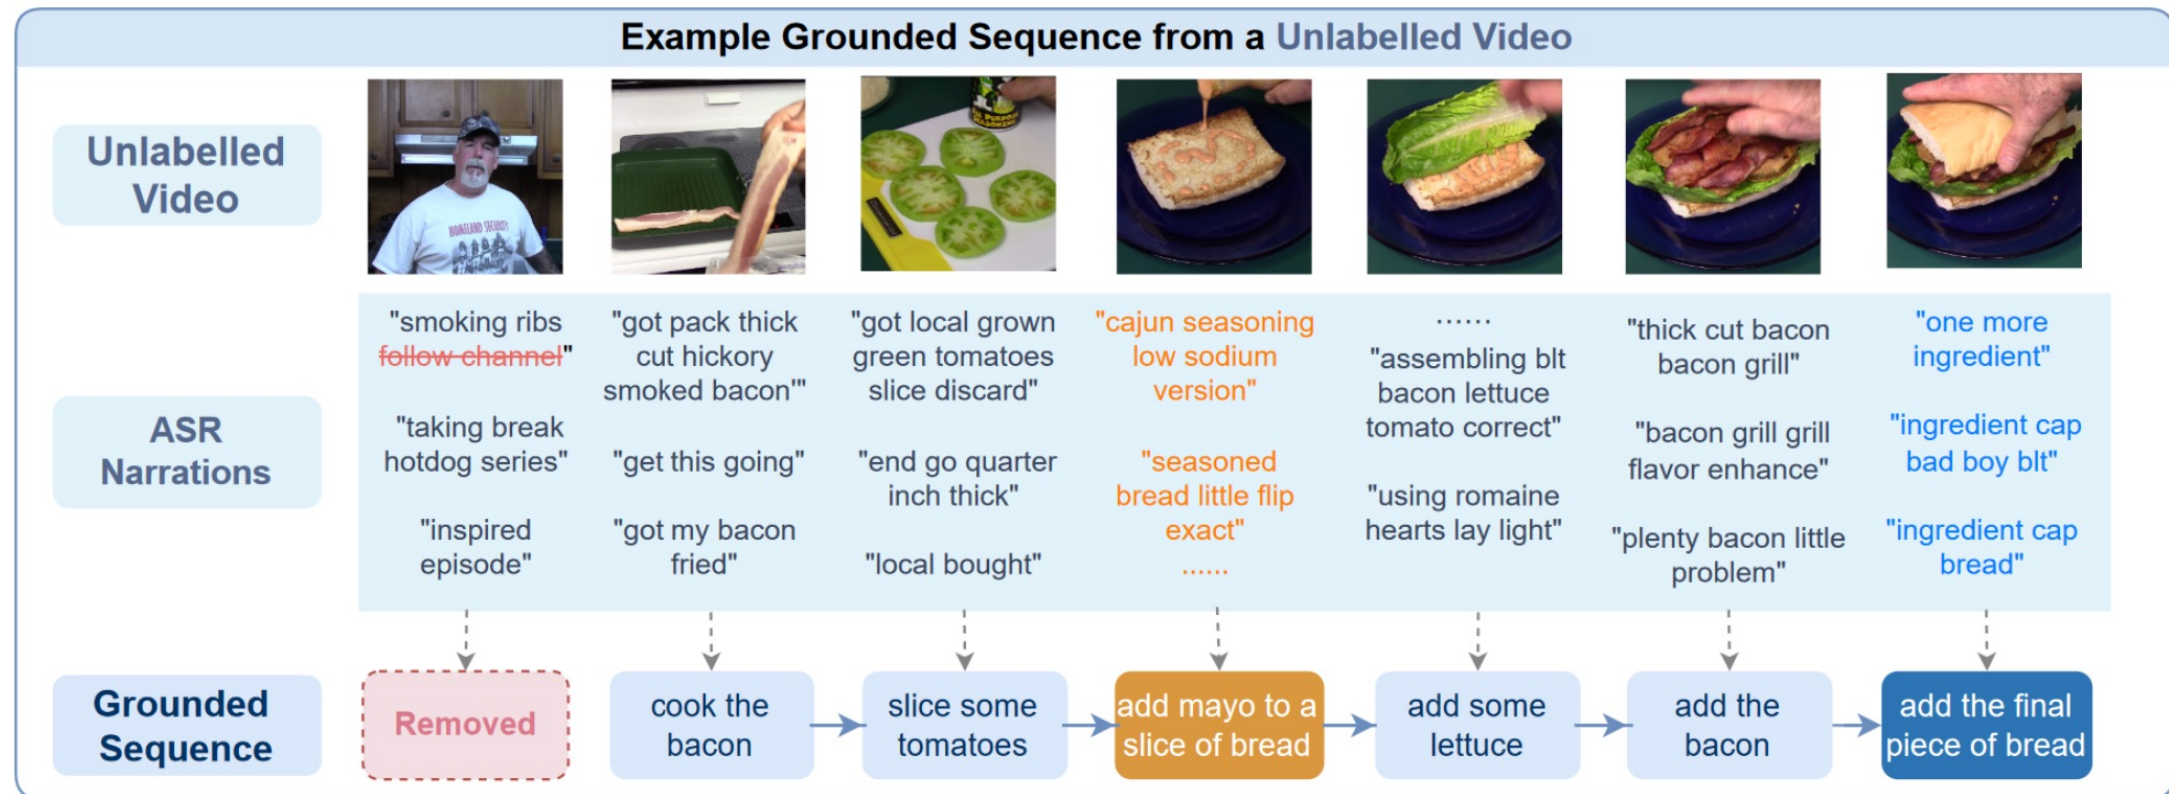 Example Grounded Sequence from a Unlabelled Video
Unlabelled
Video
HOMELAND SECURITY
PURPOSE
ASR
Narrations
"smoking ribs
follow channel"
"taking break
hotdog series"
"inspired
episode"
"got pack thick
cut hickory
smoked bacon'"
"get this going"
"got my bacon
fried"
"got local grown
green tomatoes
slice discard"
"end go quarter
inch thick"
"local bought"
"cajun seasoning
low sodium
version"
"seasoned
bread little flip
exact"
......
......
"assembling blt
bacon lettuce
tomato correct"
"using romaine
hearts lay light"
"thick cut bacon
bacon grill"
"bacon grill grill
flavor enhance"
"plenty bacon little
problem"
"one more
ingredient"
"ingredient cap
bad boy blt"
"ingredient cap
bread"
Grounded
Sequence
Removed
cook the
bacon
slice some
tomatoes
add mayo to a
slice of bread
add some
lettuce
add the
bacon
add the final
piece of bread